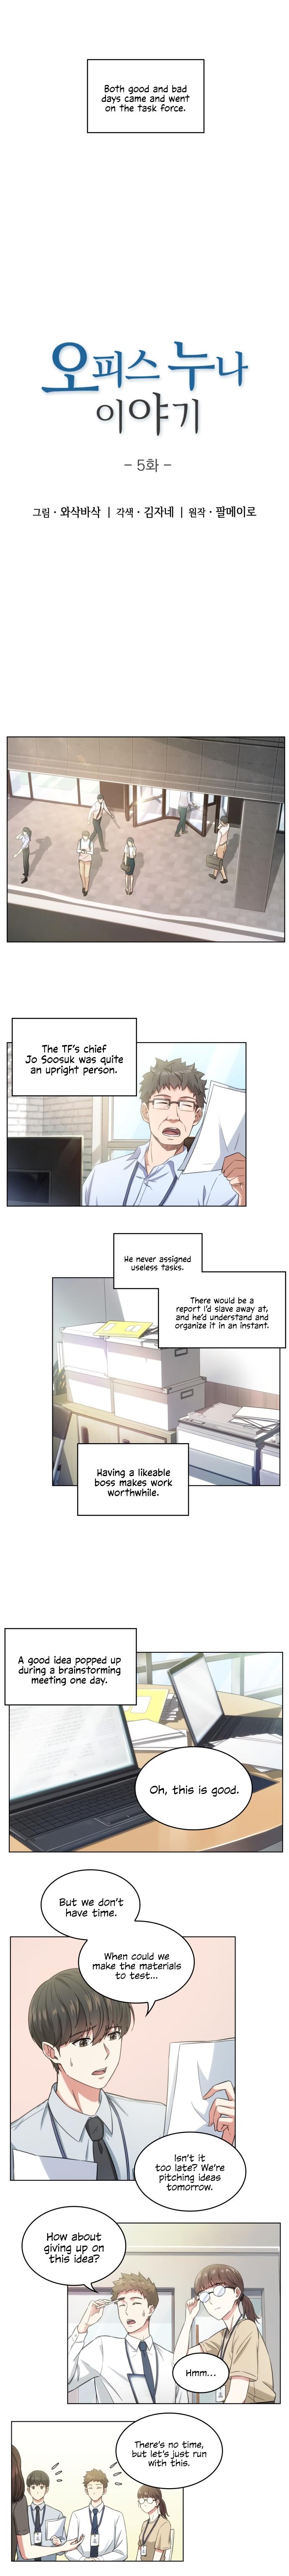 Both good and bad
days came and went
on the task force.
오피스 누나
이야기
- 5화 -
그림 · 와삭바삭 | 각색 · 김자네 | 원작 · 팔메이로
The TF's chief
Jo Soosuk was quite
an upright person.
He never assigned
useless tasks.
There would be a
report I'd slave away at,
and he'd understand and
organize it in an instant.
Having a likeable
boss makes work
worthwhile.
A good idea popped up
during a brainstorming
meeting one day.
Oh, this is good.
But we don't
have time.
When could we
make the materials
to test...
Isn't it
too late? We're
pitching ideas
tomorrow.
How about
giving up on
this idea?
Hmm...
There's no time,
but let's just run
with this.